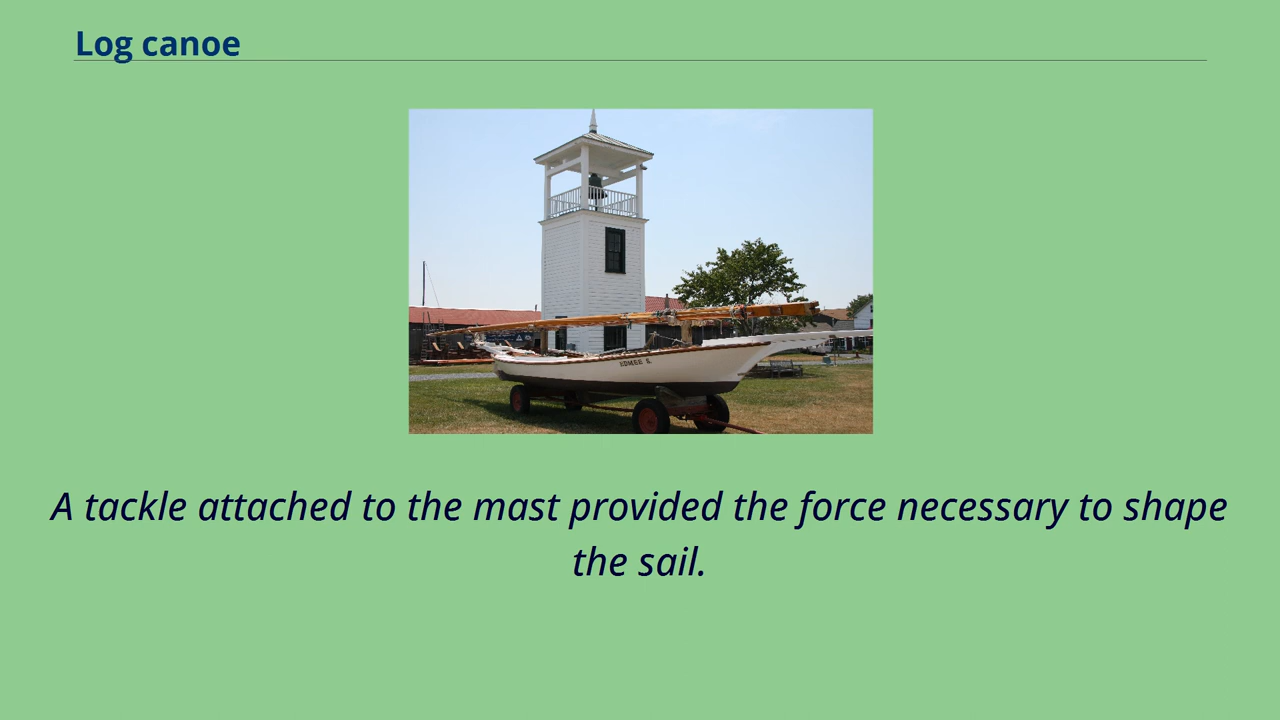 Log canoe
A tackle attached to the mast provided the force necessary to shape
the sail.